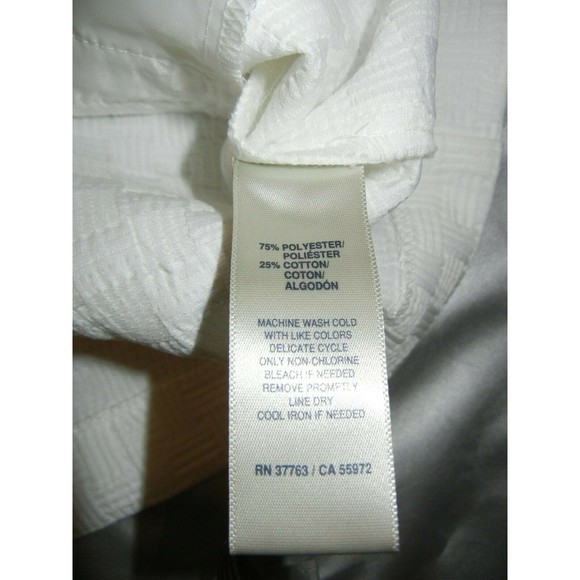 75% POLYESTER/
POLIÉSTER
25% COTTON/
COTON/
ALGODÓN
MACHINE WASH COLD
WITH LIKE COLORS
DELICATE CYCLE
ONLY NON-CHLORINE
BLEACH IF NEEDED
REMOVE PROMPTLY
LINE DRY
COOL IRON IF NEEDED
RN 37763 / CA 55972